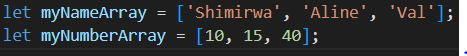 let myNameArray = ['Shimirwa', 'Aline', 'Val'];
let myNumberArray = [10, 15, 40];